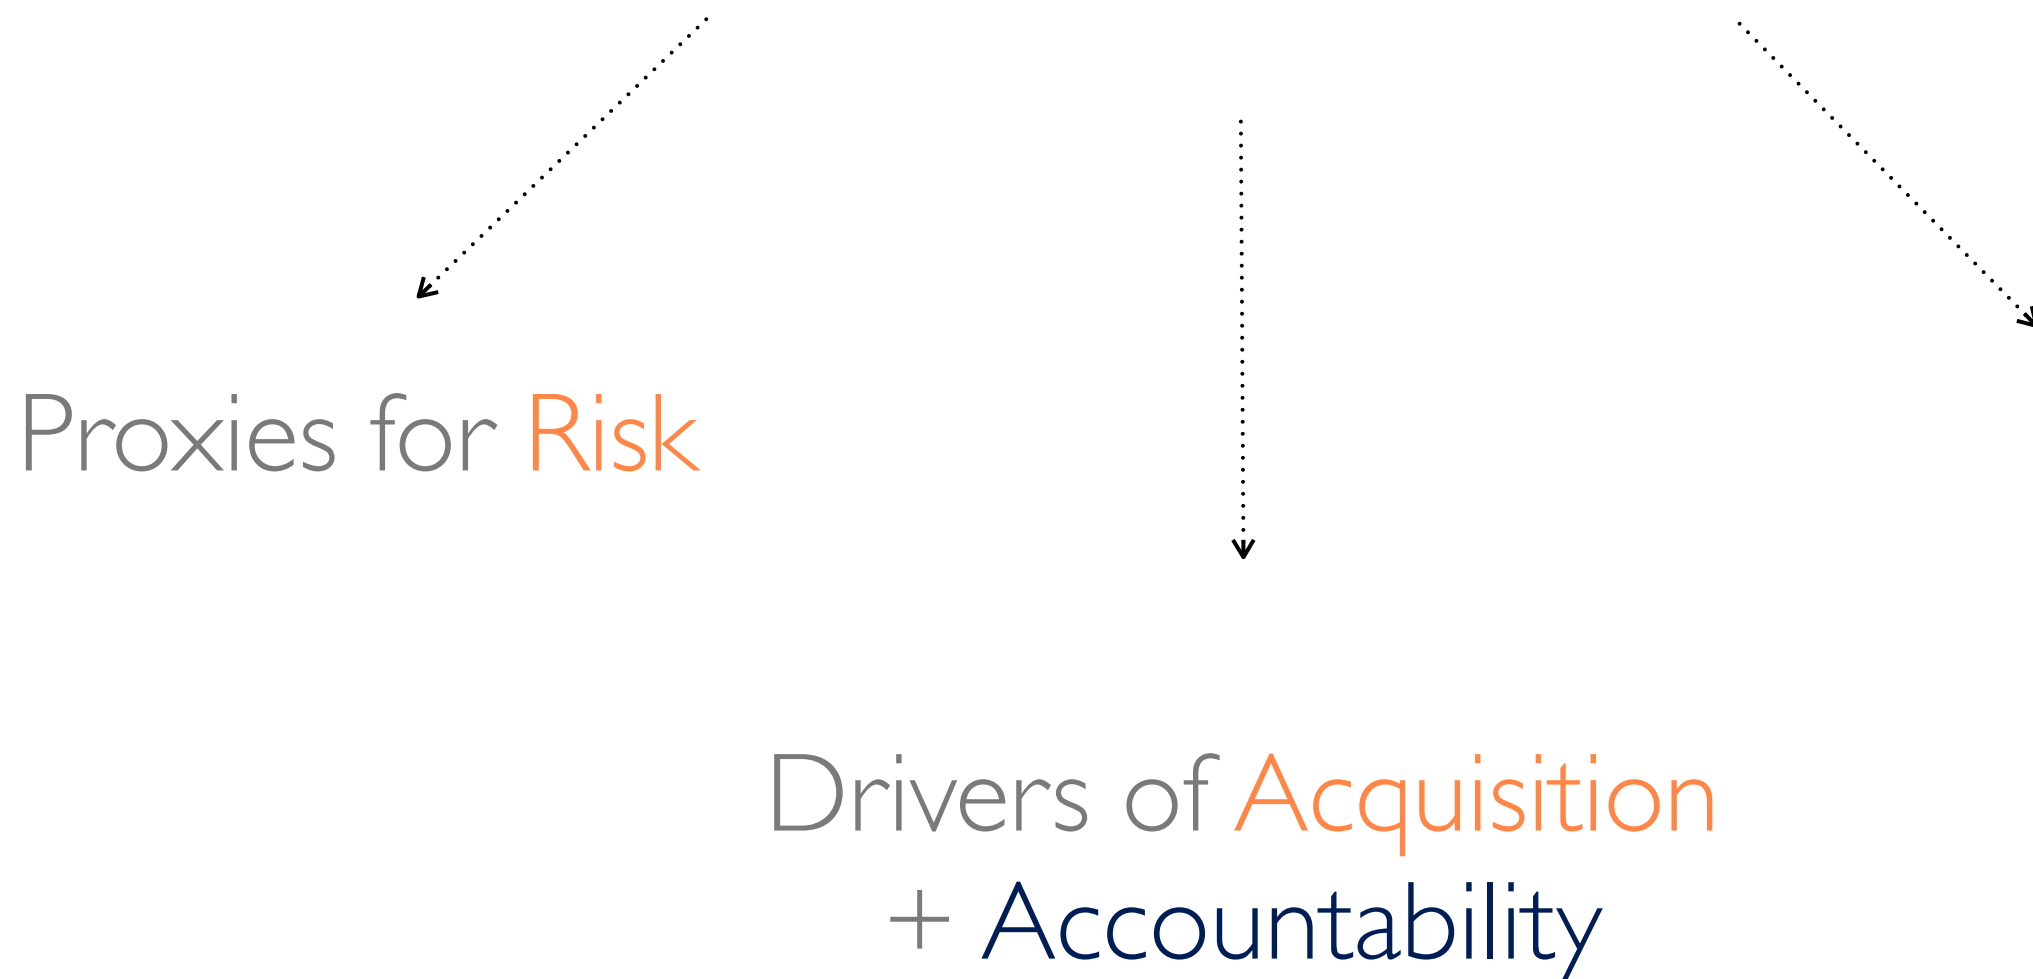 Proxies for Risk
Drivers of Acquisition
+ Accountability